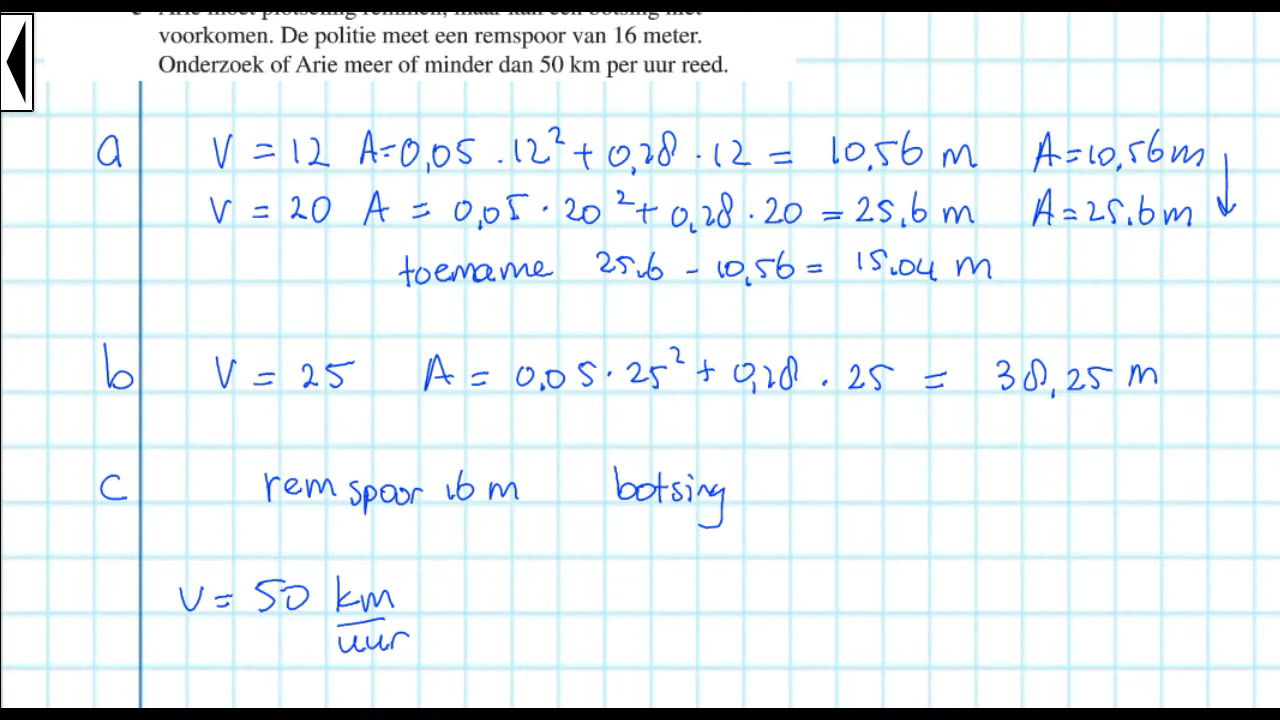 voorkomen. De politie meet een remspoor van 16 meter.
Onderzoek of Arie meer of minder dan 50 km per uur reed.
a V = 12 A=0,05 . 12² + 0,28 · 12 = 10,56 m A=10,56m
V = 20 A = 0,05 · 20² + 0,28 · 20 = 25.6 m A=25.6m
toename 25.6 - 10,56 = 15.04 m
b V = 25 A = 0,05 · 25² + 0,28 · 25 = 38,25 m
c remspoor 16 m botsing
V = 50 km
uur